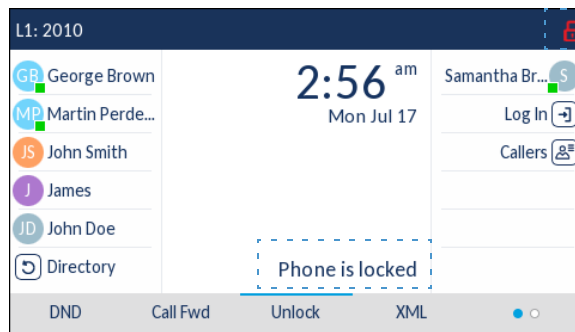 L1: 2010
GB George Brown
MP Martin Perde...
JS John Smith
J James
JD John Doe
Directory
2:56 am
Mon Jul 17
Phone is locked
Samantha Br... S
Log In
Callers
DND Call Fwd Unlock XML